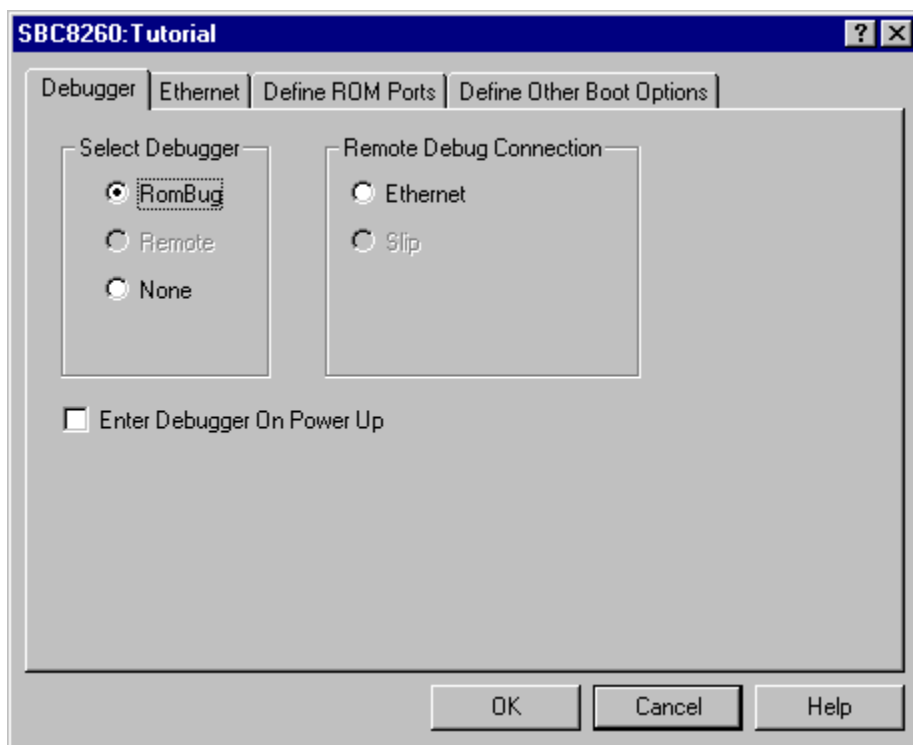 SBC8260:Tutorial
Debugger Ethernet Define ROM Ports Define Other Boot Options
Select Debugger
RomBug
Remote
None
Remote Debug Connection
Ethernet
Slip
Enter Debugger On Power Up
OK Cancel Help